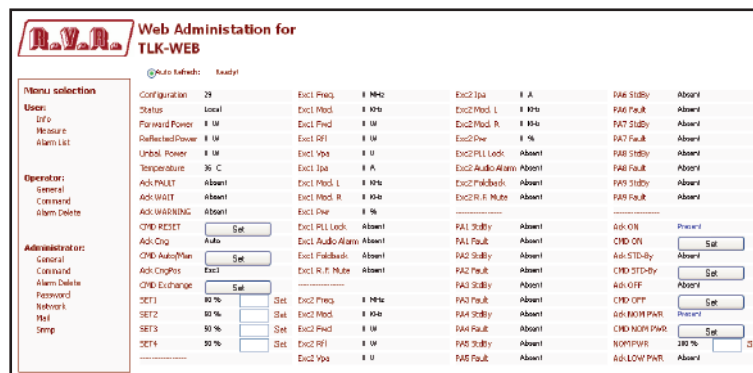 R.V.R.
Web Administation for
TLK-WEB
Auto Refresh: Ready!
Menu selection
User:
Info
Measure
Alarm List
Operator:
General
Command
Alarm Delete
Administrator:
General
Command
Alarm Delete
Password
Network
Mail
Snmp
Configuration 29
Status Local
Forward Power W
Reflected Power W
Unbal. Power W
Temperature 36 C
Ack FAULT Absent
Ack WAIT Absent
Ack WARNING Absent
CMD RESET Set
Ack Cng Auto
CMD Auto/Man Set
Ack CngPos Exc1
CMD Exchange Set
SET1 % Set
SET2 90 % Set
SET3 90 % Set
SET4 90 % Set
---------------
Exc1 Freq. MHz
Exc1 Mod. KHz
Exc1 Fwd W
Exc1 Rfl W
Exc1 Vpa V
Exc1 Ipa A
Exc1 Mod. L KHz
Exc1 Mod. R KHz
Exc1 Pwr %
Exc1 PLL Lock Absent
Exc1 Audio Alarm Absent
Exc1 Foldback Absent
Exc1 R.F. Mute Absent
---------------
Exc2 Freq. MHz
Exc2 Mod. KHz
Exc2 Fwd W
Exc2 Rfl W
Exc2 Vpa V
Exc2 Ipa A
Exc2 Mod. L KHz
Exc2 Mod. R KHz
Exc2 Pwr %
Exc2 PLL Lock Absent
Exc2 Audio Alarm Absent
Exc2 Foldback Absent
Exc2 R.F. Mute Absent
---------------
PA1 StdBy Absent
PA1 Fault Absent
PA2 StdBy Absent
PA2 Fault Absent
PA3 StdBy Absent
PA3 Fault Absent
PA4 StdBy Absent
PA4 Fault Absent
PA5 StdBy Absent
PA5 Fault Absent
PA6 StdBy Absent
PA6 Fault Absent
PA7 StdBy Absent
PA7 Fault Absent
PA8 StdBy Absent
PA8 Fault Absent
PA9 StdBy Absent
PA9 Fault Absent
---------------
Ack ON Present
CMD ON Set
Ack STD-By Absent
CMD STD-By Set
Ack OFF Absent
CMD OFF Set
Ack NOM PWR Present
CMD NOM PWR Set
NOM PWR 100 % S
Ack LOW PWR Absent